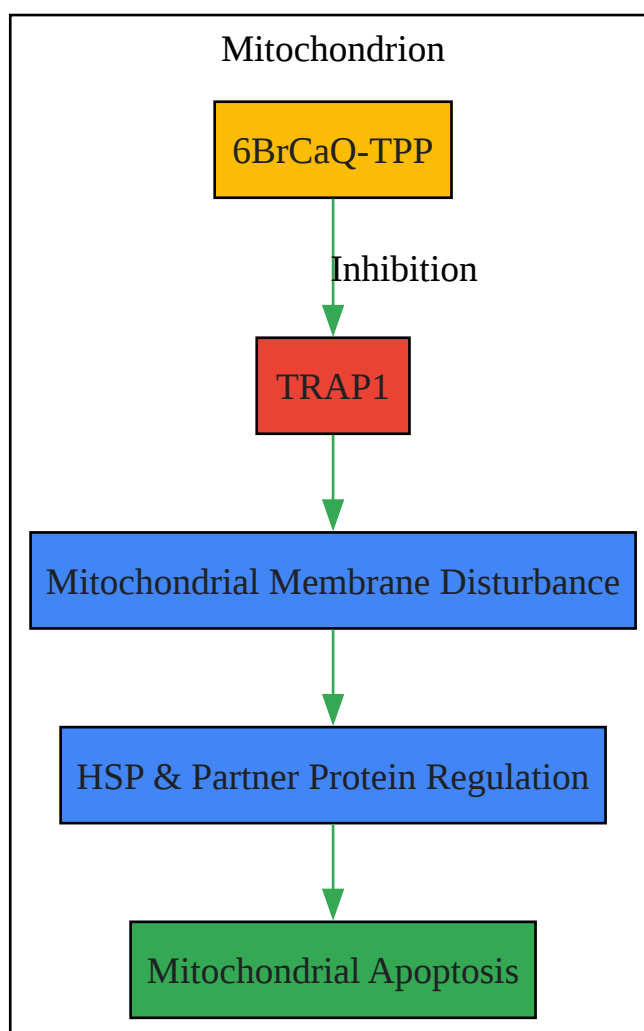 Mitochondrion
6BrCaQ-TPP
Inhibition
TRAP1
Mitochondrial Membrane Disturbance
HSP & Partner Protein Regulation
Mitochondrial Apoptosis